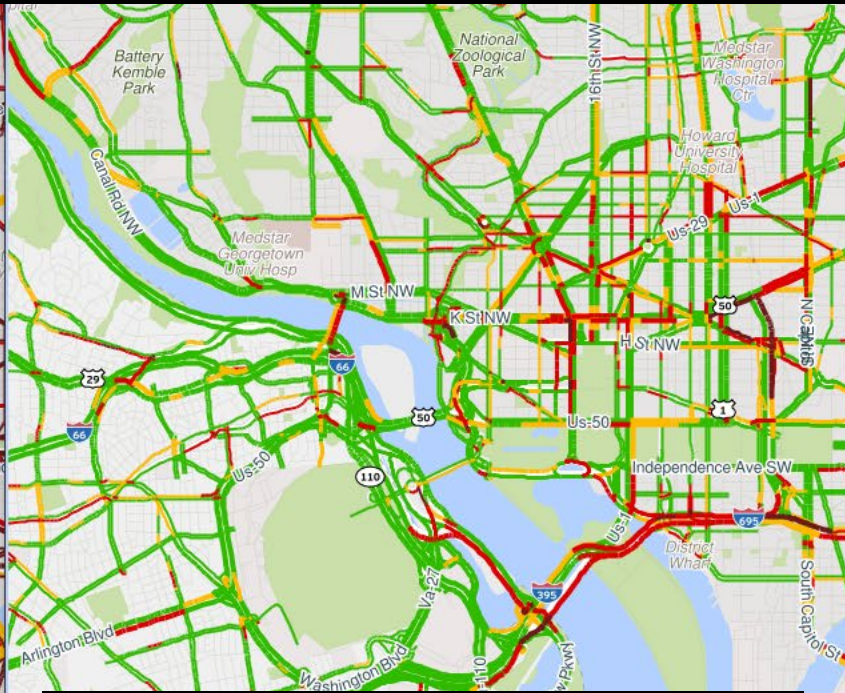 pital
Battery
Kemble
Park
National
Zoological
Park
16th St NW
Medstar
Washington
Hospital
Ctr
Howard
University
Hospital
Canal Rd NW
Us-29
Us-1
Medstar
Georgetown
Univ Hosp
M St NW
K St NW
50
H St NW
29
66
66
50
Us-50
1
Us-50
110
Independence Ave SW
Us-1
695
District
Wharf
395
Va-27
South Capitol St
Arlington Blvd
Washington Blvd
-110
w Pkwy